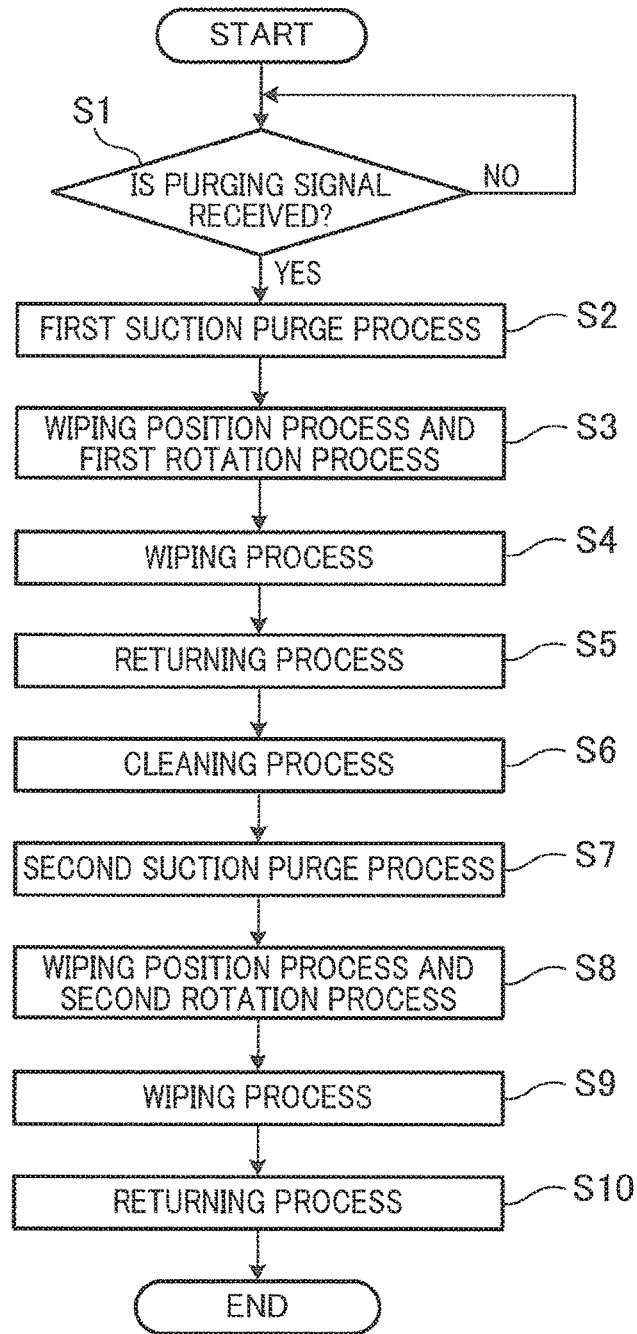 START
S1
IS PURGING SIGNAL
RECEIVED?
NO
YES
FIRST SUCTION PURGE PROCESS
S2
WIPING POSITION PROCESS AND
FIRST ROTATION PROCESS
S3
WIPING PROCESS
S4
RETURNING PROCESS
S5
CLEANING PROCESS
S6
SECOND SUCTION PURGE PROCESS
S7
WIPING POSITION PROCESS AND
SECOND ROTATION PROCESS
S8
WIPING PROCESS
S9
RETURNING PROCESS
S10
END